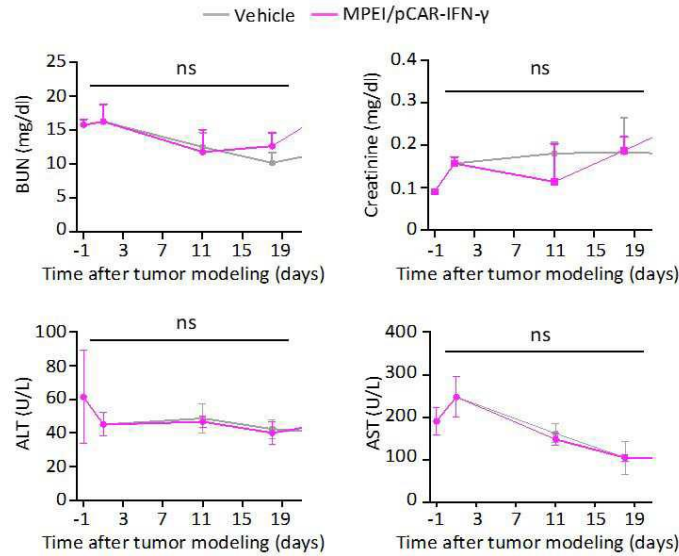 Vehicle MPEI/pCAR-IFN-γ
ns
25
20
15
10
5
0
BUN (mg/dl)
-1 3 7 11 15 19
Time after tumor modeling (days)
ns
0.4
0.3
0.2
0.1
0
Creatinine (mg/dl)
-1 3 7 11 15 19
Time after tumor modeling (days)
ns
100
80
60
40
20
0
ALT (U/L)
-1 3 7 11 15 19
Time after tumor modeling (days)
ns
400
300
200
100
0
AST (U/L)
-1 3 7 11 15 19
Time after tumor modeling (days)